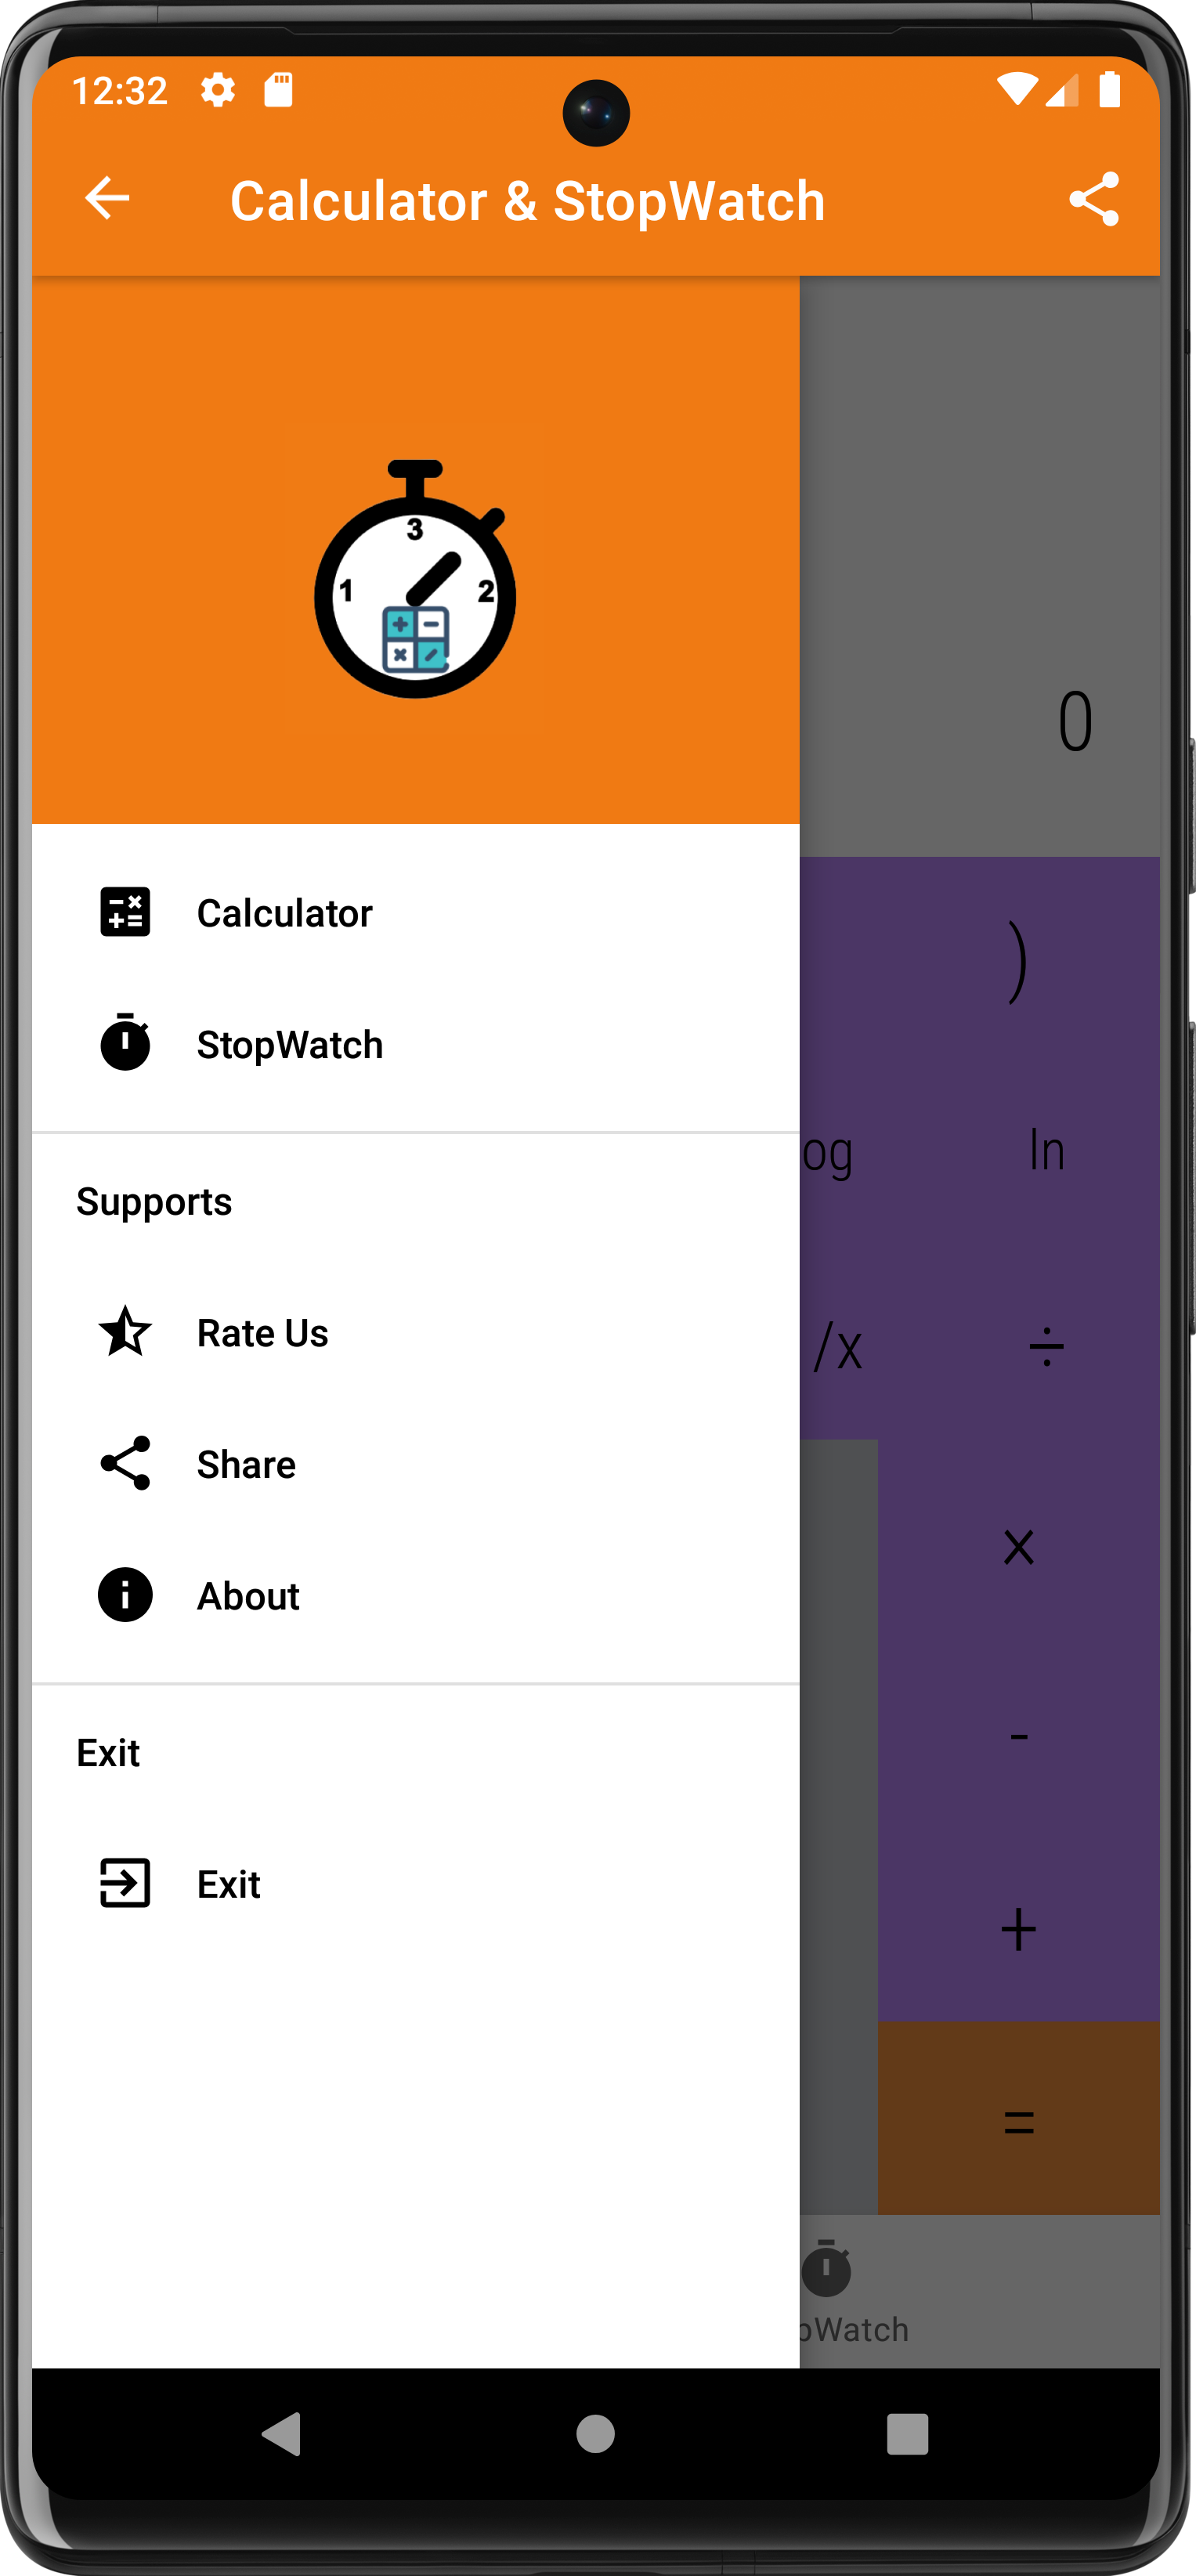 12:32
Calculator & StopWatch
3
1 2
0
Calculator
)
StopWatch
og ln
Supports
Rate Us
/x ÷
Share
×
About
-
Exit
Exit
+
=
pWatch